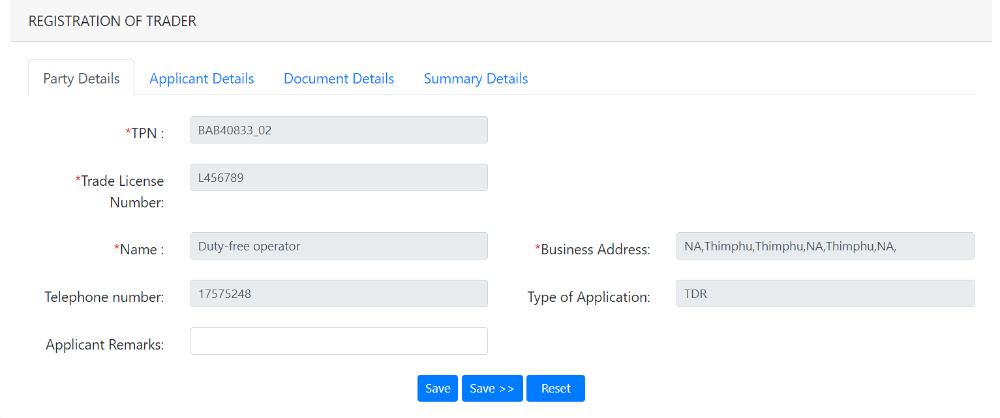 REGISTRATION OF TRADER
Party Details Applicant Details Document Details Summary Details
*TPN : BAB40833_02
*Trade License L456789
Number:
*Name : Duty-free operator *Business Address: NA,Thimphu,Thimphu,NA,Thimphu,NA,
Telephone number: 17575248 Type of Application: TDR
Applicant Remarks:
Save Save >> Reset